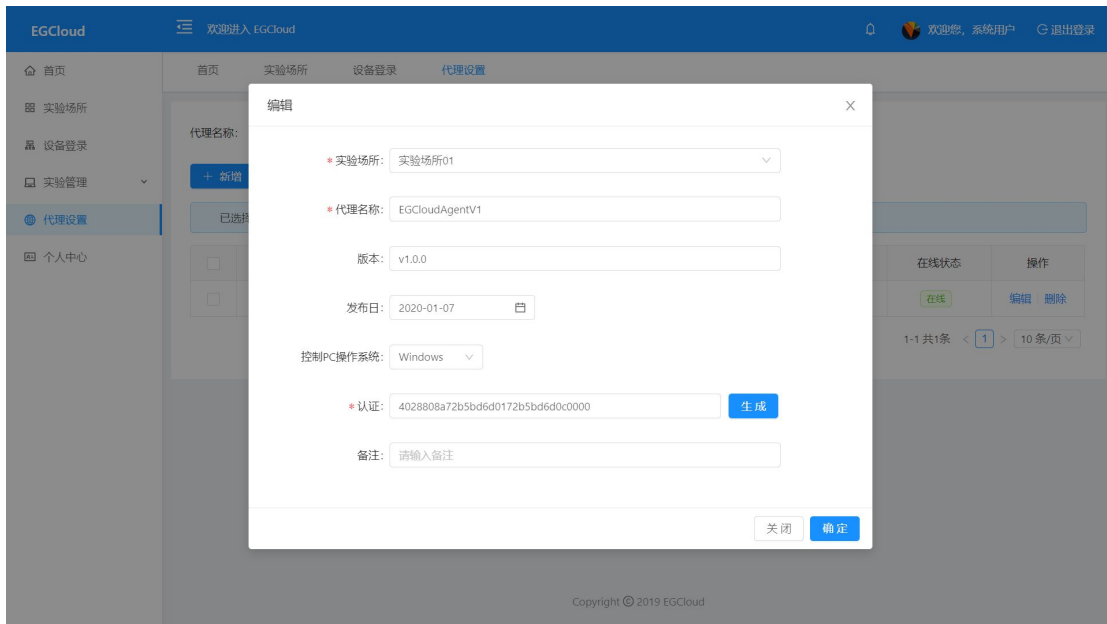 EGCloud
欢迎进入 EGCloud
欢迎您，系统用户
退出登录
首页
实验场所
设备登录
实验管理
代理设置
个人中心
首页 实验场所 设备登录 代理设置
代理名称:
+ 新增
已选择
在线状态 操作
在线 编辑 删除
1-1 共1条 < 1 > 10 条/页
编辑
* 实验场所: 实验场所01
* 代理名称: EGCloudAgentV1
版本: v1.0.0
发布日: 2020-01-07
控制PC操作系统: Windows
* 认证: 4028808a72b5bd6d0172b5bd6d0c0000 生成
备注: 请输入备注
关闭 确定
Copyright © 2019 EGCloud